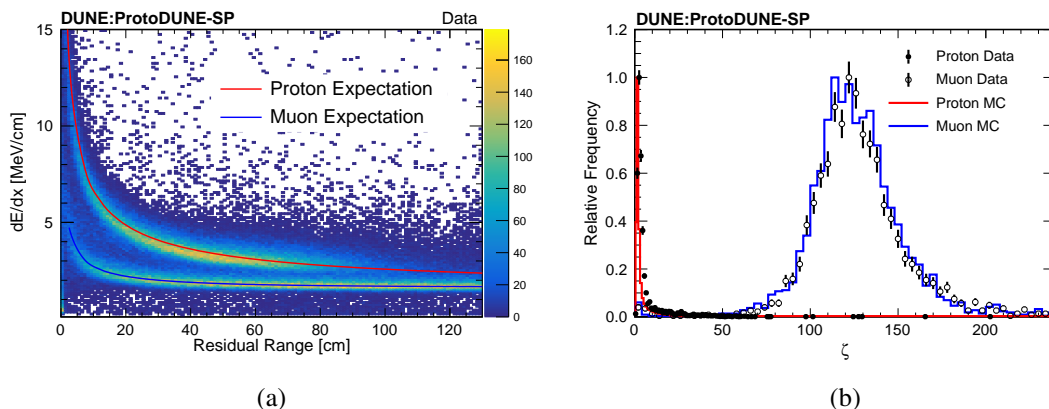 DUNE:ProtoDUNE-SP Data
15
10
5
dE/dx [MeV/cm]
Proton Expectation
Muon Expectation
160
140
120
100
80
60
40
20
0
0 20 40 60 80 100 120
Residual Range [cm]
(a)
DUNE:ProtoDUNE-SP
1.2
1.0
0.8
0.6
0.4
0.2
0.0
Relative Frequency
Proton Data
Muon Data
Proton MC
Muon MC
0 50 100 150 200
ζ
(b)